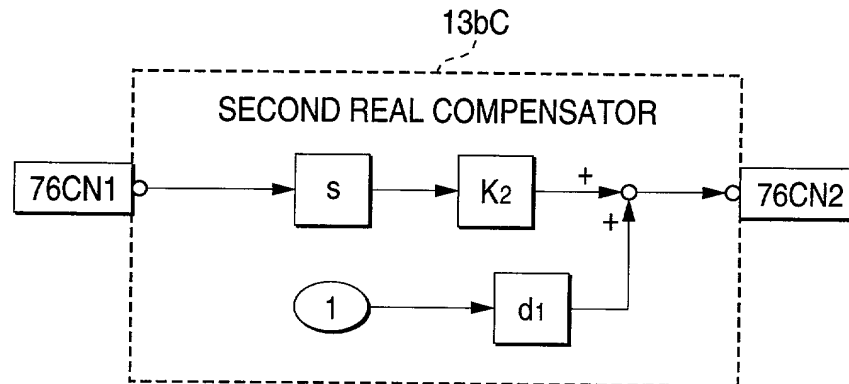 13bC
SECOND REAL COMPENSATOR
76CN1
s
K2
+
76CN2
+
1
d1